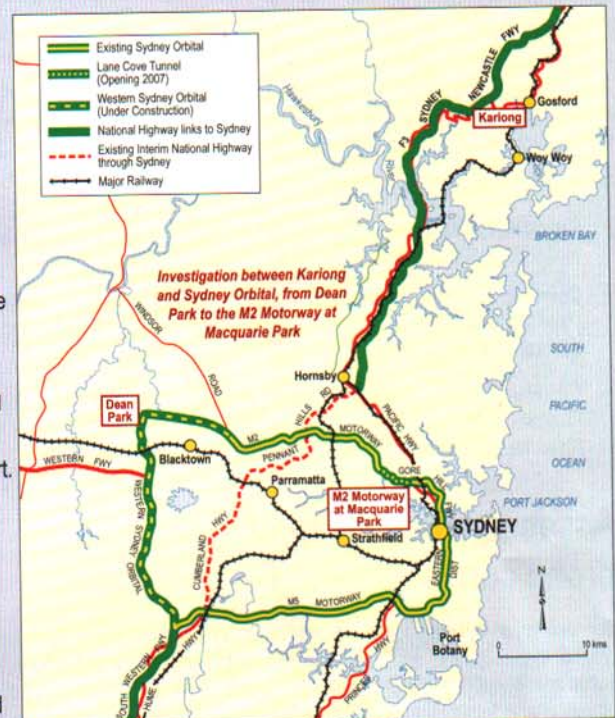 Existing Sydney Orbital
Lane Cove Tunnel
(Opening 2007)
Western Sydney Orbital
(Under Construction)
National Highway links to Sydney
Existing Interim National Highway
through Sydney
Major Railway
Hawkesbury
River
F3
SYDNEY
NEWCASTLE
FWY
Gosford
Kariong
Woy Woy
BROKEN BAY
Investigation between Kariong
and Sydney Orbital, from Dean
Park to the M2 Motorway at
Macquarie Park
SOUTH
PACIFIC
OCEAN
WINDSOR
ROAD
Hornsby
HILLS
RD
PENNANT
PACIFIC HWY
Dean
Park
M2
MOTORWAY
Blacktown
WESTERN
FWY
GORE
HILL
FWY
Parramatta
M2 Motorway
at Macquarie
Park
PORT JACKSON
SYDNEY
Strathfield
WESTERN SYDNEY ORBITAL
CUMBERLAND
HWY
EASTERN
DIST
M5
MOTORWAY
Port
Botany
N
S
0
10 kms
SOUTH WESTERN FWY
HUME
HWY
PRINCES
HWY
e
rt.